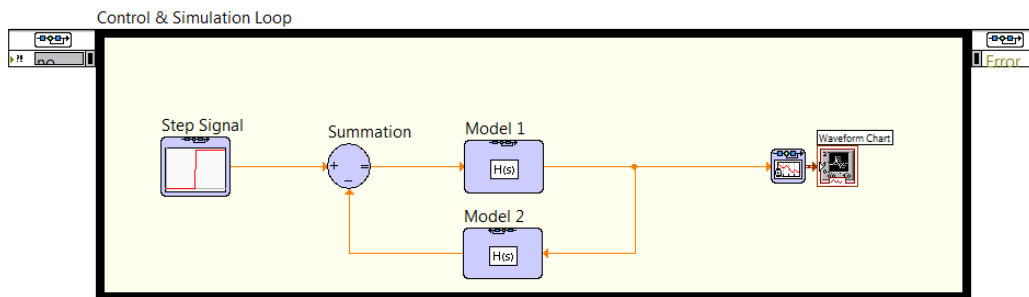 Control & Simulation Loop
Error
Step Signal
Summation
Model 1
Waveform Chart
+
=
H(s)
−
Model 2
H(s)